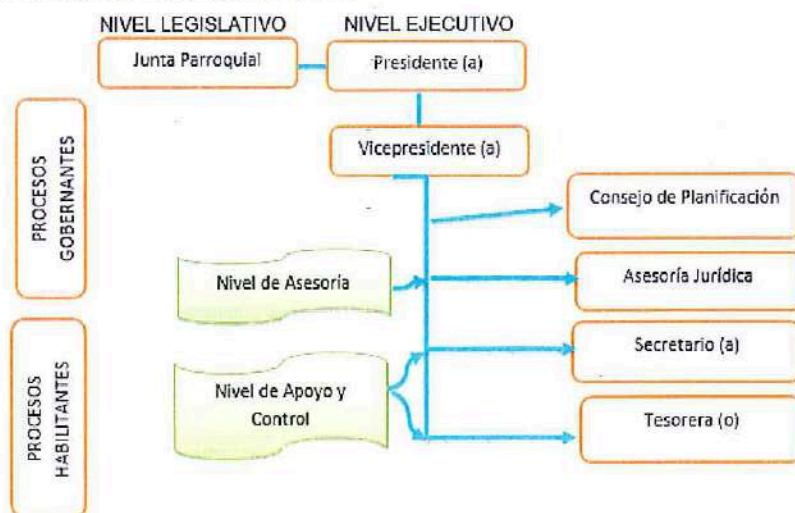 NIVEL LEGISLATIVO
NIVEL EJECUTIVO
Junta Parroquial
Presidente (a)
Vicepresidente (a)
PROCESOS
GOBERNANTES
Consejo de Planificación
Nivel de Asesoría
Asesoría Jurídica
Secretario (a)
Nivel de Apoyo y
Control
Tesorera (o)
PROCESOS
HABILITANTES